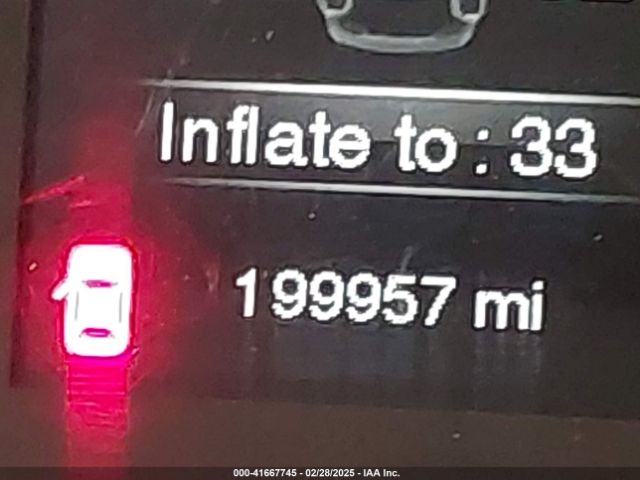 Inflate to : 33
199957 mi
000-41667745 - 02/28/2025 - IAA Inc.